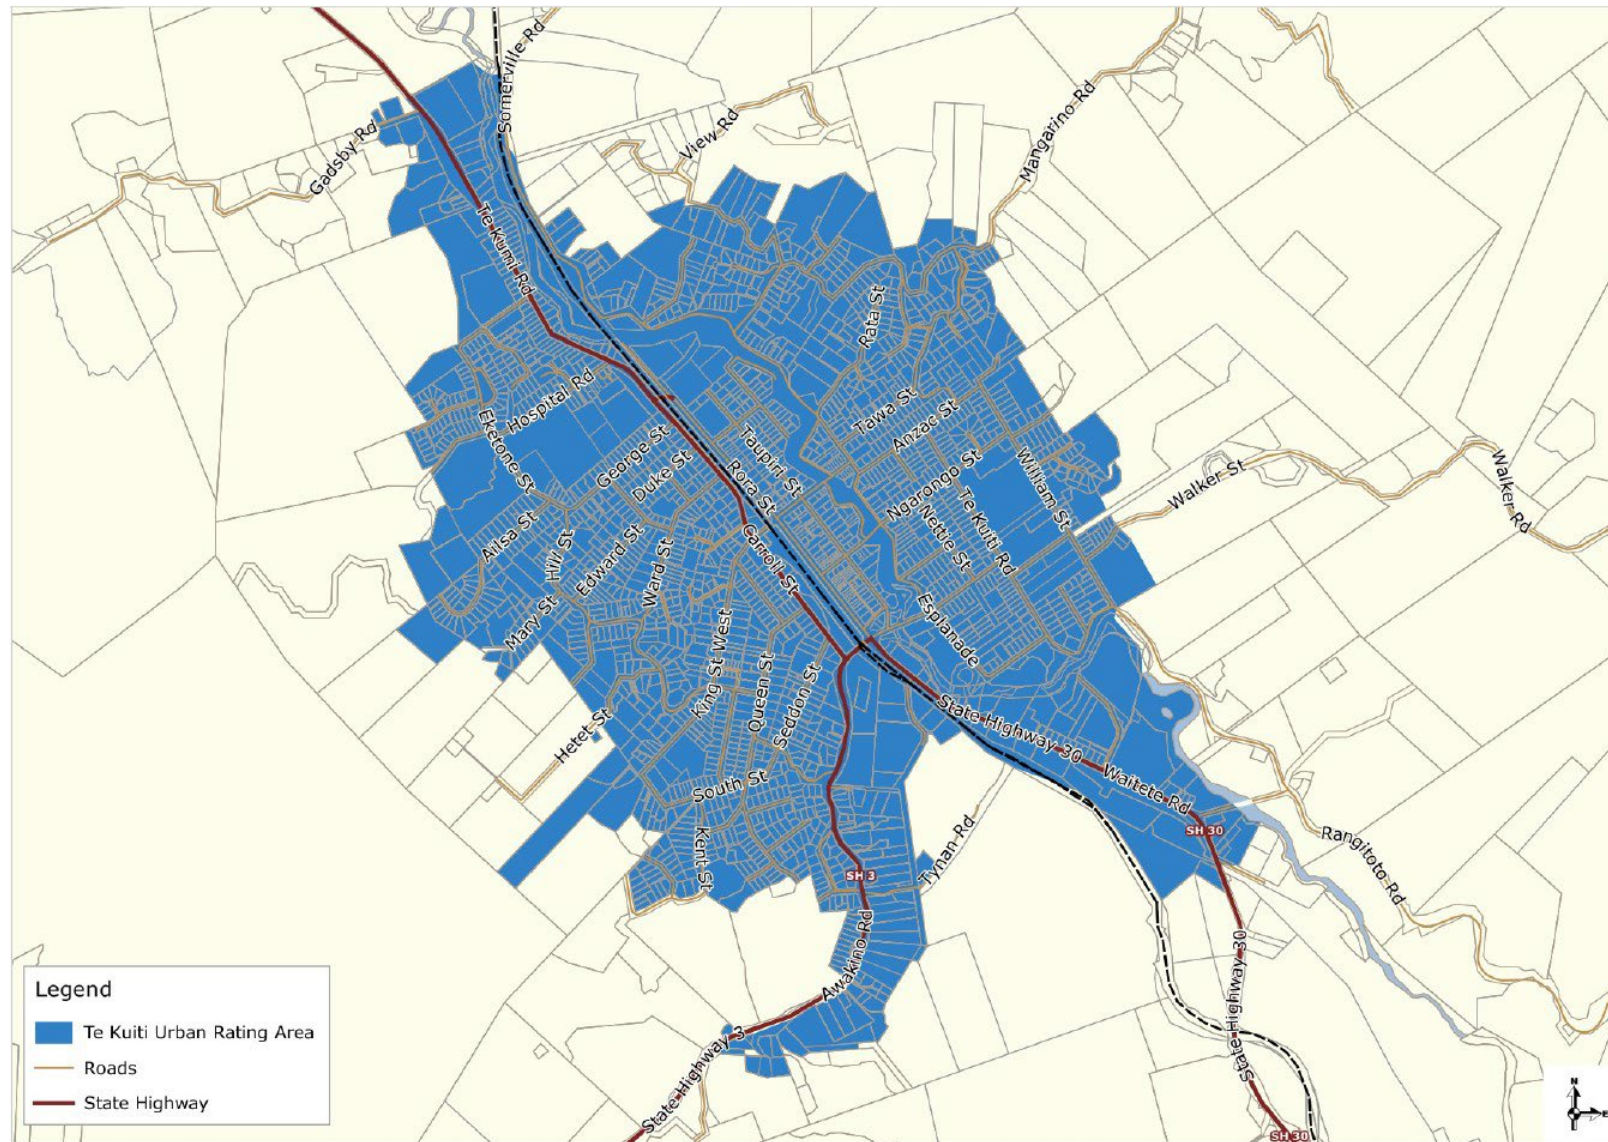 Somerville Rd
View Rd
Mangarino Rd
Gadsby Rd
Te Kumi Rd
Rata St
Hospital Rd
Eketone St
Tawa St
Anzac St
George St
Taupiri St
Duke St
Rora St
Ngarongo St
William St
Te Kuiti Rd
Nettie St
Walker St
Walker Rd
Ailsa St
Hill St
Edward St
Ward St
Carroll St
Mary St
Esplanade
King St West
Queen St
Seddon St
Hetet St
State Highway 30
Waitete Rd
SH 30
South St
Kent St
SH 3
Tynan Rd
Rangitoto Rd
Awakino Rd
State Highway 30
State Highway 3
SH 30
Legend
Te Kuiti Urban Rating Area
Roads
State Highway
N
E